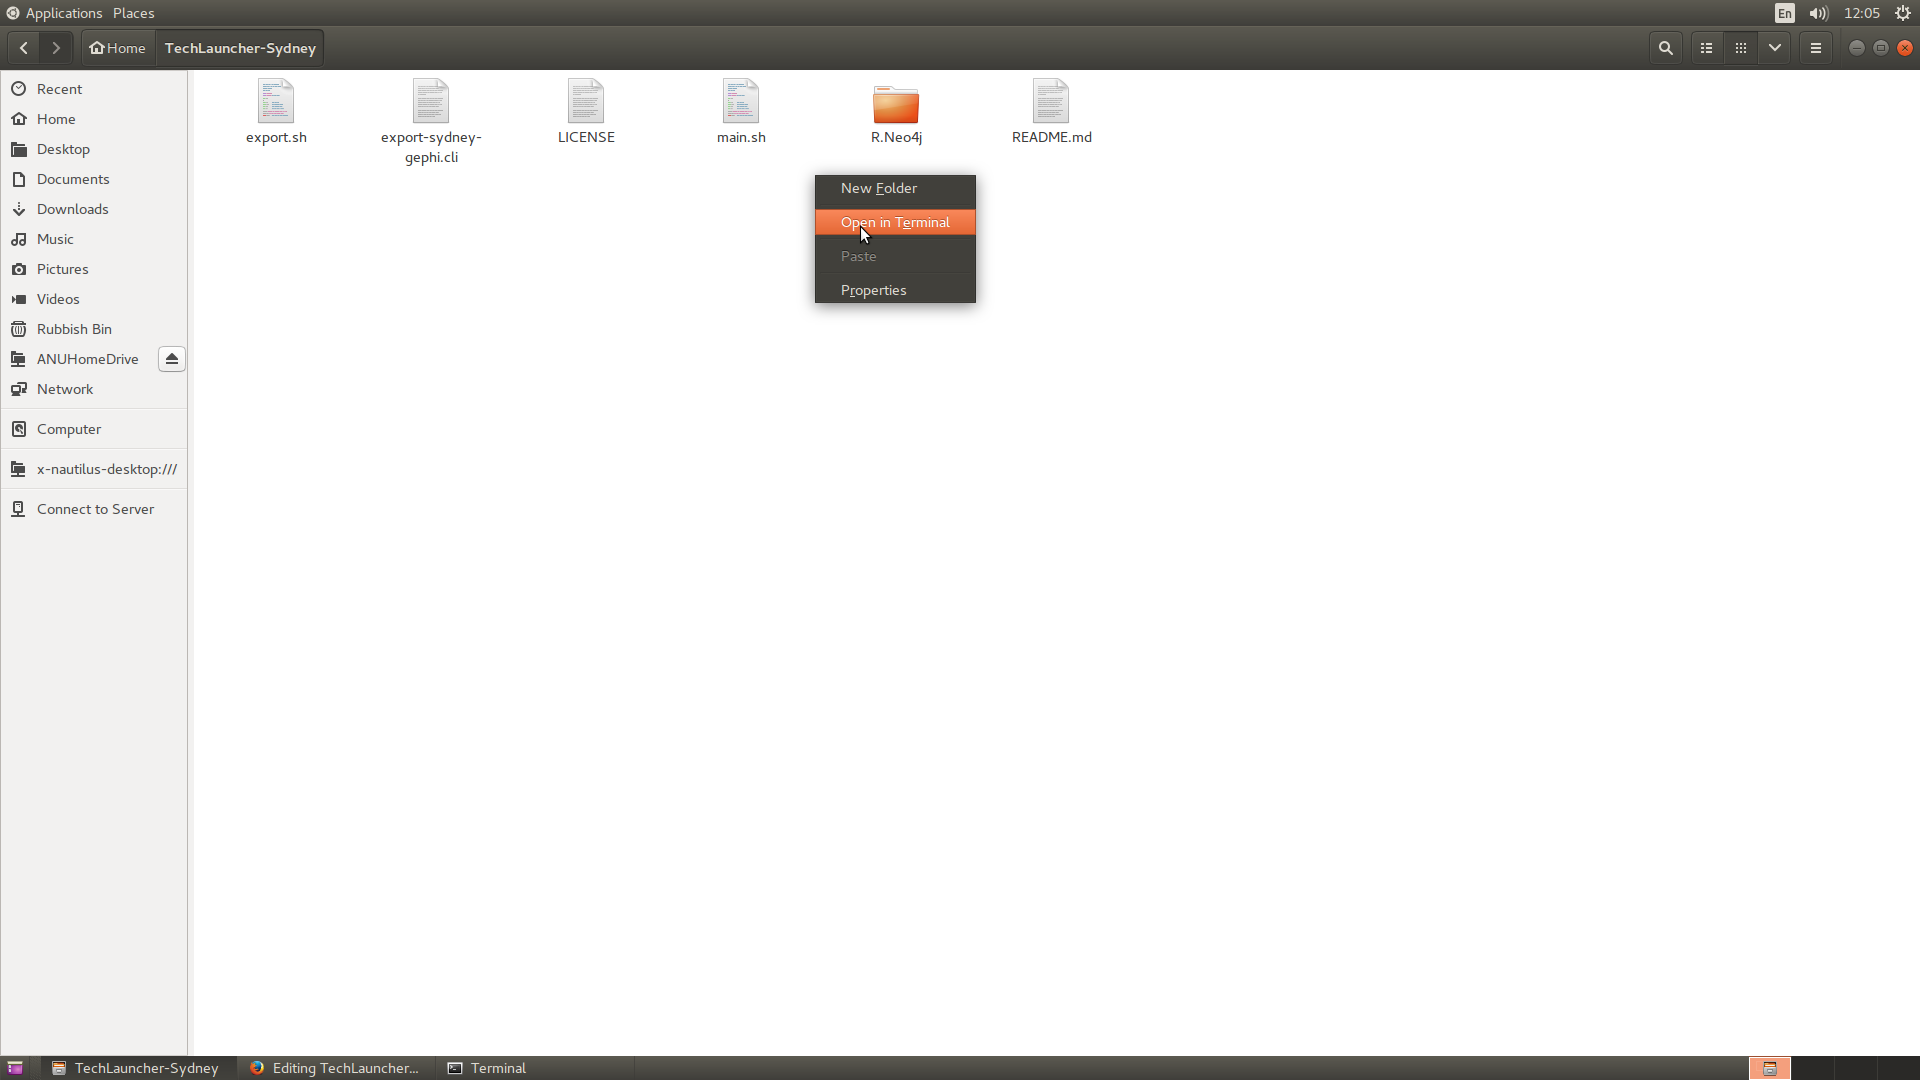 Applications Places
En 12:05
Home TechLauncher-Sydney
Recent
Home
Desktop
Documents
Downloads
Music
Pictures
Videos
Rubbish Bin
ANUHomeDrive
Network
Computer
x-nautilus-desktop:///
Connect to Server
export.sh
export-sydney-
gephi.cli
LICENSE
main.sh
R.Neo4j
README.md
New Folder
Open in Terminal
Paste
Properties
TechLauncher-Sydney
Editing TechLauncher...
Terminal